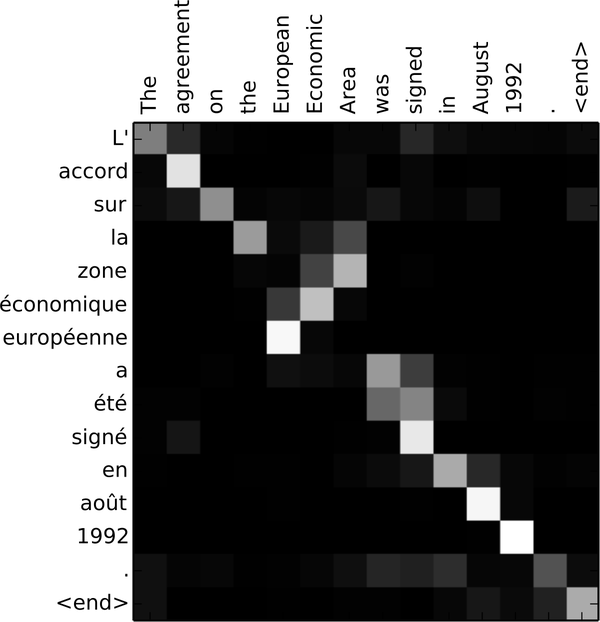 The
agreement
on
the
European
Economic
Area
was
signed
in
August
1992
.
<end>
L'
accord
sur
la
zone
économique
européenne
a
été
signé
en
août
1992
.
<end>